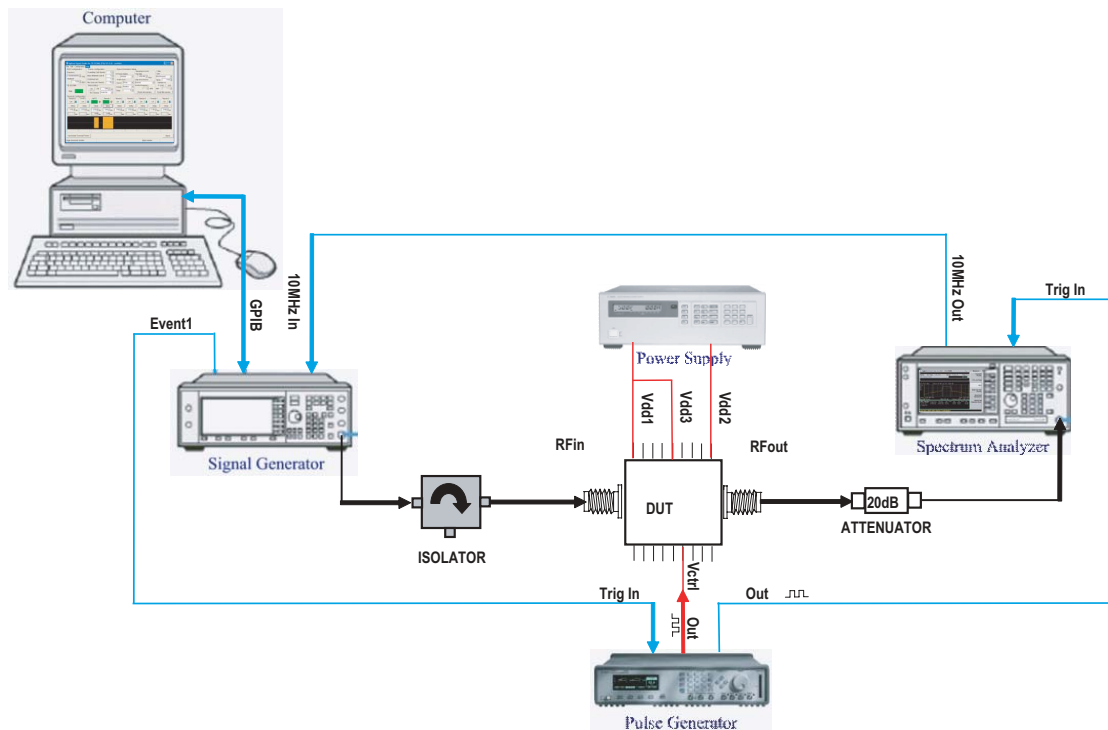 Computer
GPIB
10MHz In
10MHz Out
Trig In
Event1
Power Supply
Vdd1
Vdd3
Vdd2
RFin
RFout
Signal Generator
Spectrum Analyzer
DUT
20dB
ATTENUATOR
ISOLATOR
Vctrl
Trig In
Out
Out
Pulse Generator